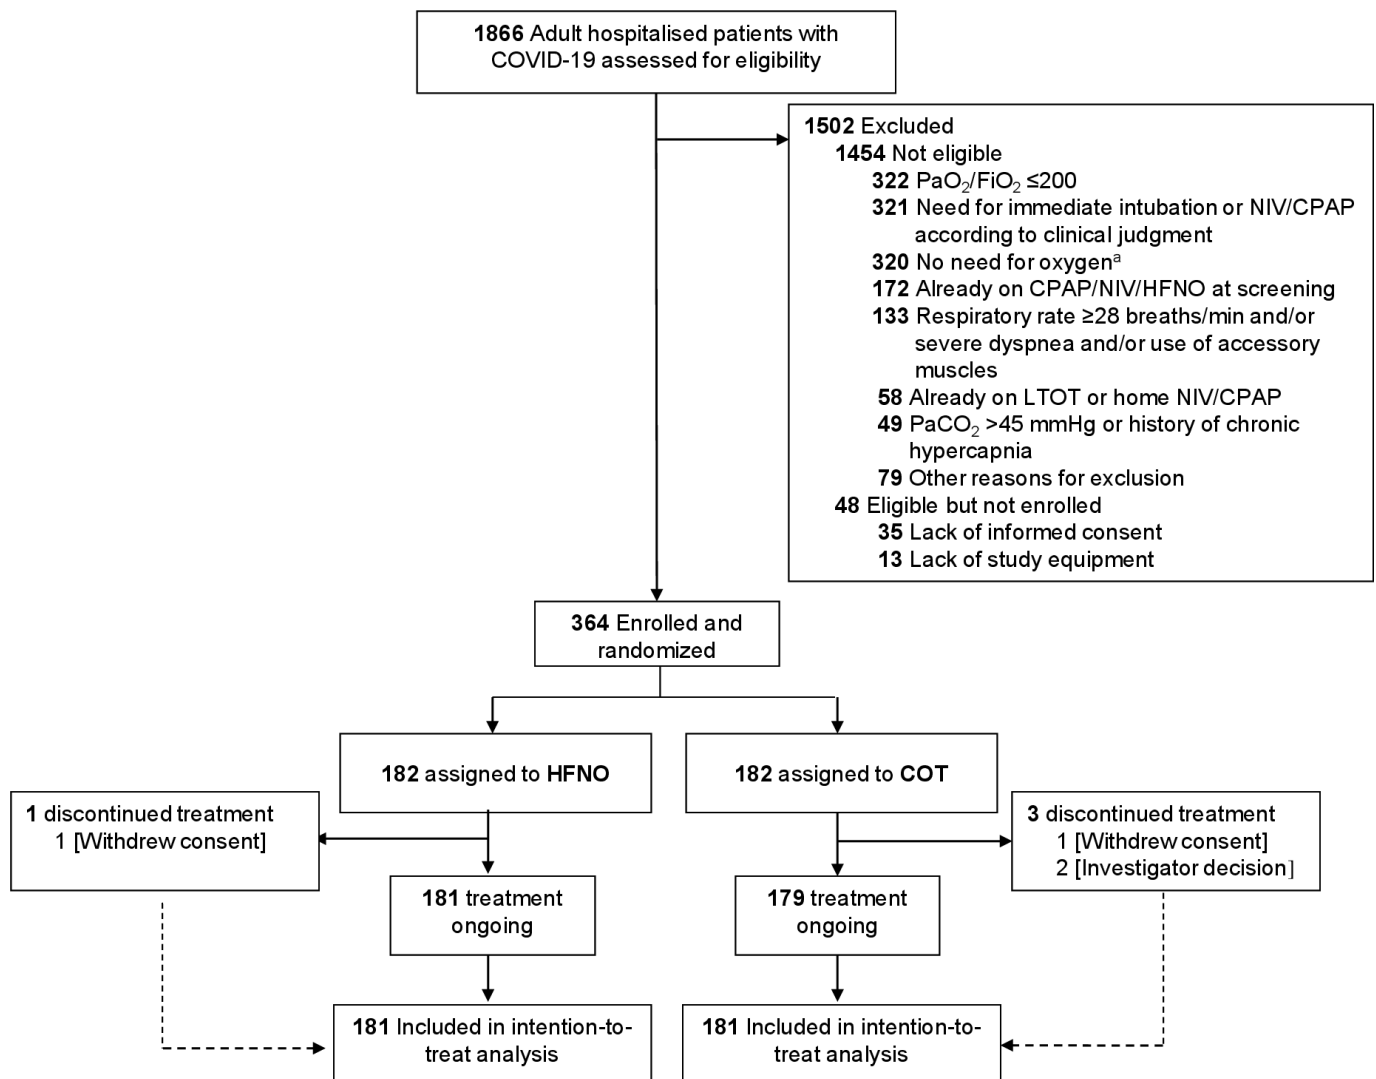 1866 Adult hospitalised patients with
COVID-19 assessed for eligibility
1502 Excluded
1454 Not eligible
322 PaO2/FiO2 ≤200
321 Need for immediate intubation or NIV/CPAP
according to clinical judgment
320 No need for oxygenª
172 Already on CPAP/NIV/HFNO at screening
133 Respiratory rate ≥28 breaths/min and/or
severe dyspnea and/or use of accessory
muscles
58 Already on LTOT or home NIV/CPAP
49 PaCO2 >45 mmHg or history of chronic
hypercapnia
79 Other reasons for exclusion
48 Eligible but not enrolled
35 Lack of informed consent
13 Lack of study equipment
364 Enrolled and
randomized
182 assigned to HFNO
182 assigned to COT
1 discontinued treatment
1 [Withdrew consent]
3 discontinued treatment
1 [Withdrew consent]
2 [Investigator decision]
181 treatment
ongoing
179 treatment
ongoing
181 Included in intention-to-
treat analysis
181 Included in intention-to-
treat analysis